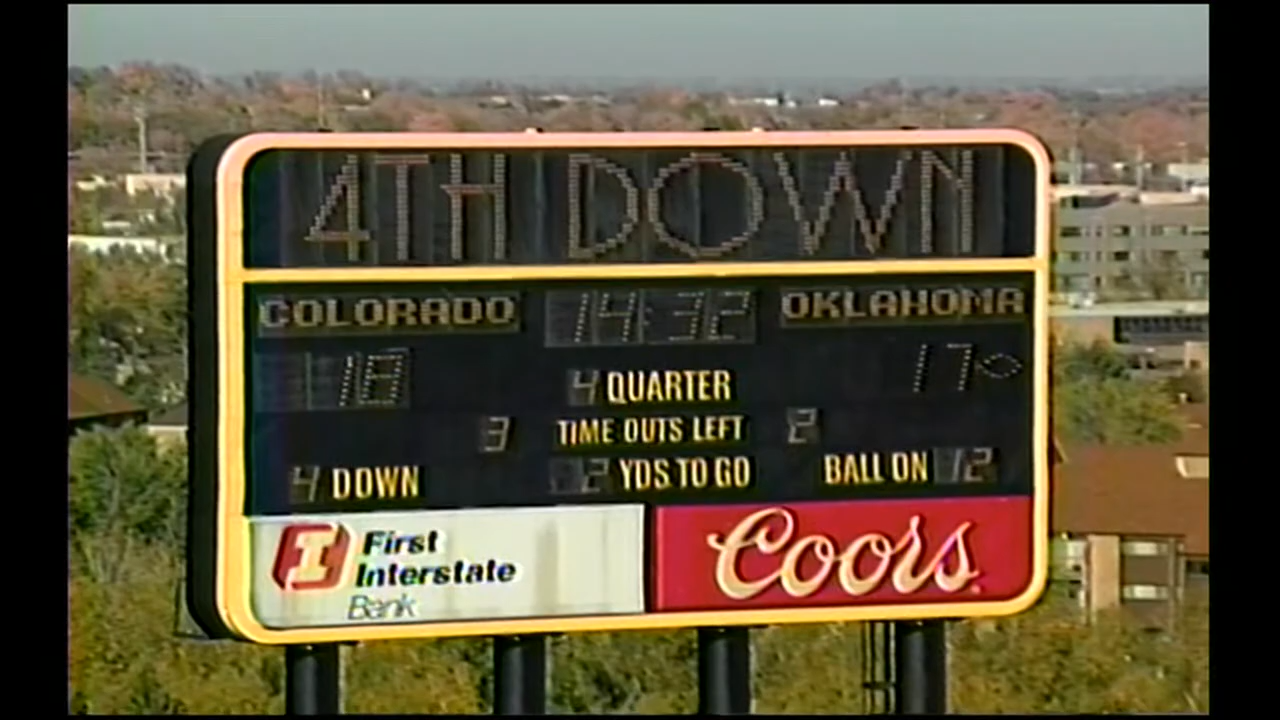 4TH DOWN
COLORADO 14:32 OKLAHOMA
18 4 QUARTER 17
3 TIME OUTS LEFT 2
4 DOWN 2 YDS TO GO BALL ON 12
First
Interstate
Bank
Coors